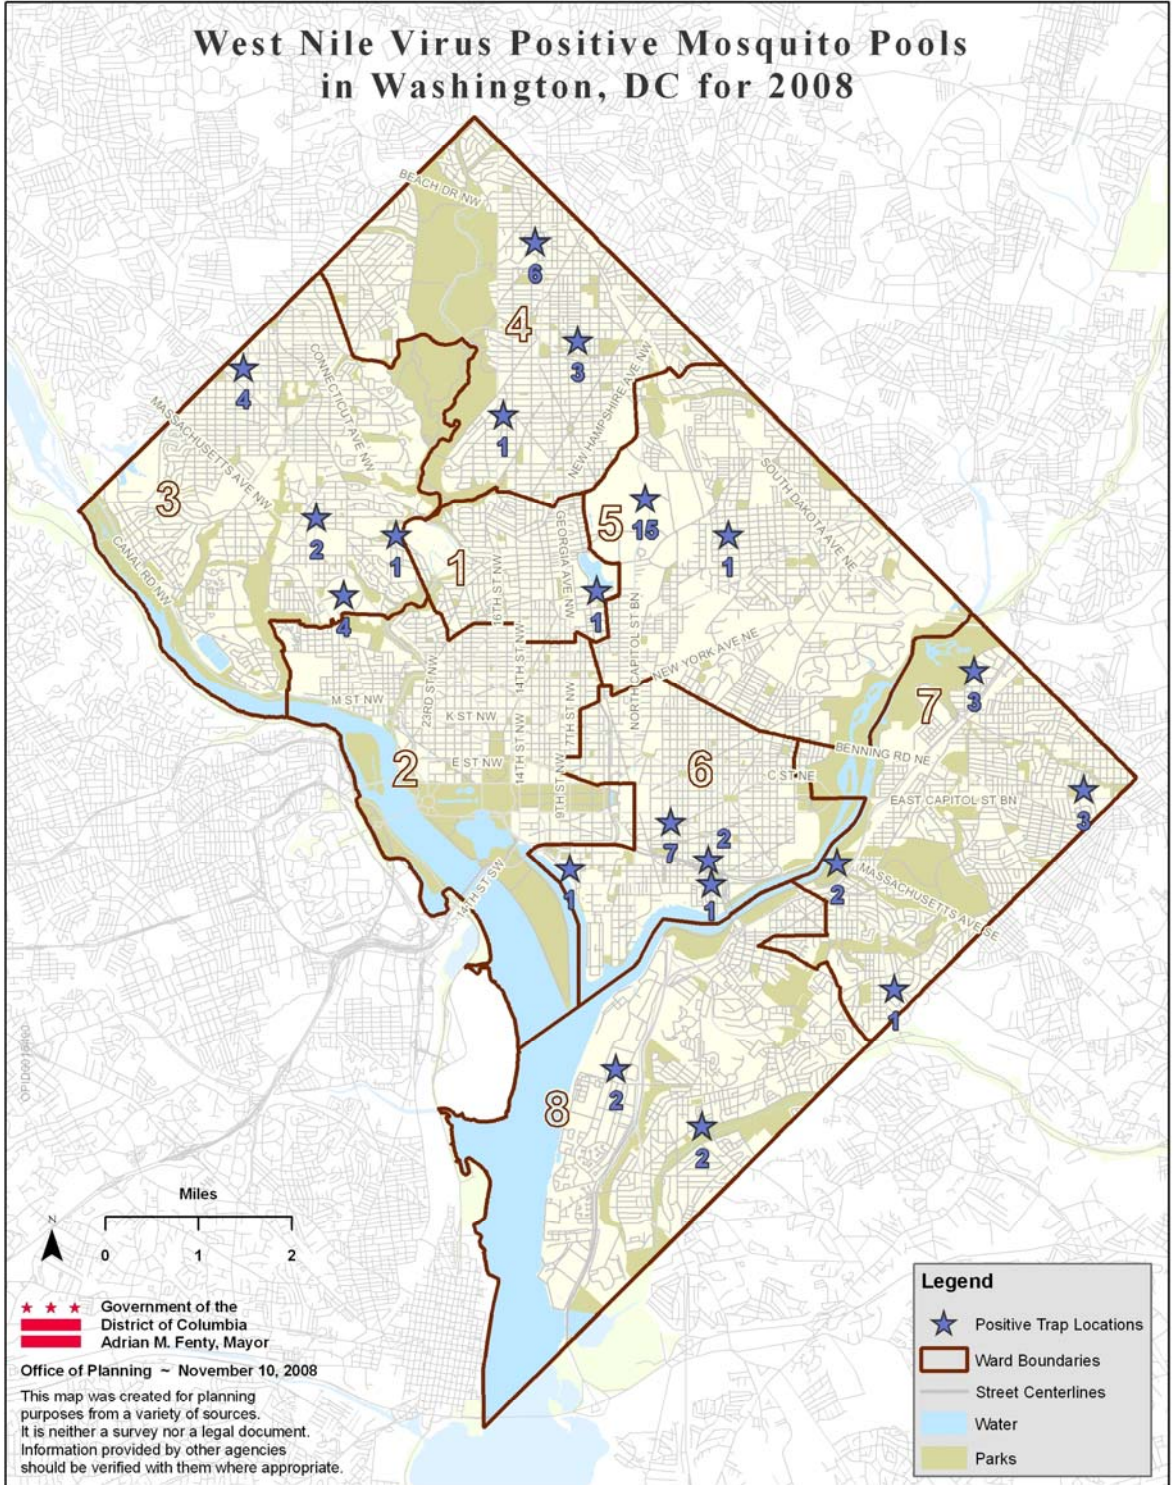 West Nile Virus Positive Mosquito Pools
in Washington, DC for 2008
BEACH DR NW
6
4
3
CONNECTICUT AVE NW
4
MASSACHUSETTS AVE NW
NEW HAMPSHIRE AVE NW
1
SOUTH DAKOTA AVE NE
3
5
15
2
1
1
GEORGIA AVE NW
1
CANAL RD NW
16TH ST NW
1
4
1
NORTH CAPITOL ST BN
NEW YORK AVE NE
14TH ST NW
23RD ST NW
M ST NW
K ST NW
7TH ST NW
7
3
2
E ST NW
14TH ST NW
9TH ST NW
6
C ST NE
BENNING RD NE
EAST CAPITOL ST BN
3
7
2
1
1
2
MASSACHUSETTS AVE SE
14TH ST SW
1
8
2
2
Miles
N
0 1 2
Government of the
District of Columbia
Adrian M. Fenty, Mayor
Office of Planning ~ November 10, 2008
This map was created for planning
purposes from a variety of sources.
It is neither a survey nor a legal document.
Information provided by other agencies
should be verified with them where appropriate.
Legend
Positive Trap Locations
Ward Boundaries
Street Centerlines
Water
Parks